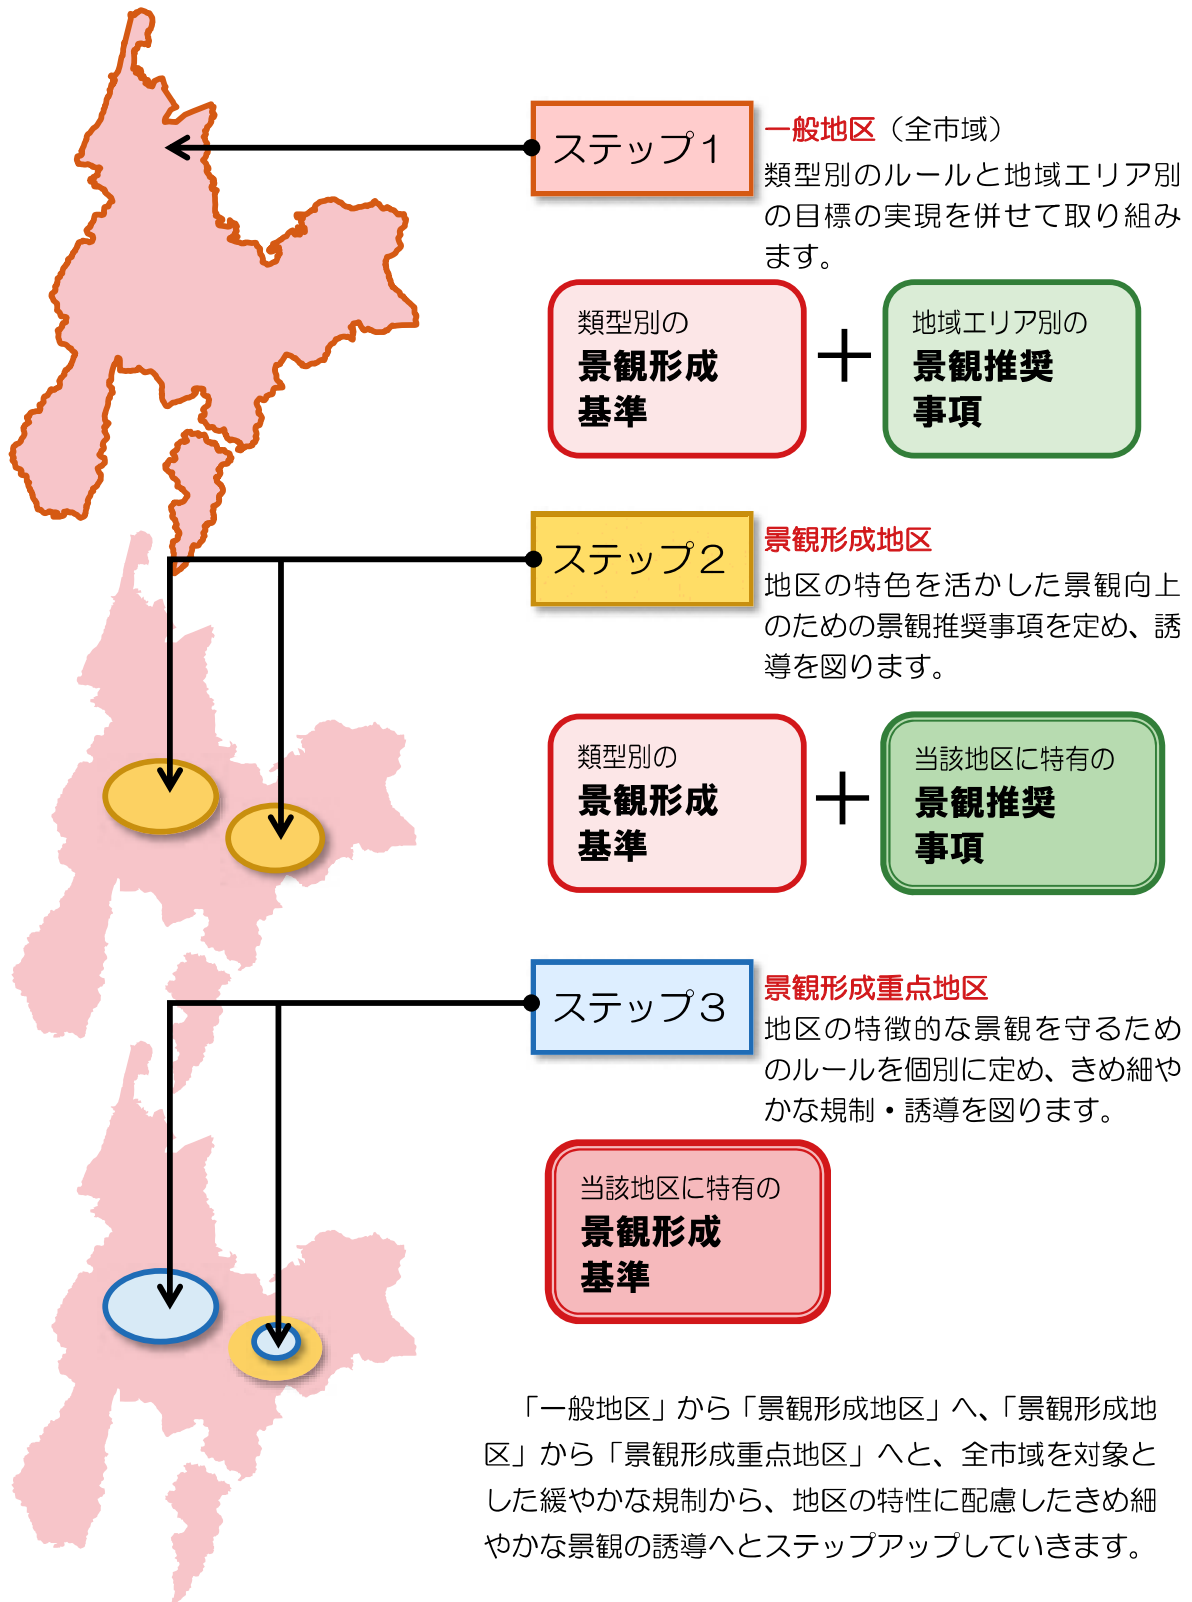 ステップ１
一般地区（全市域）
類型別のルールと地域エリア別
の目標の実現を併せて取り組み
ます。
類型別の
景観形成
基準
＋
地域エリア別の
景観推奨
事項
ステップ２
景観形成地区
地区の特色を活かした景観向上
のための景観推奨事項を定め、誘
導を図ります。
類型別の
景観形成
基準
＋
当該地区に特有の
景観推奨
事項
ステップ３
景観形成重点地区
地区の特徴的な景観を守るため
のルールを個別に定め、きめ細や
かな規制・誘導を図ります。
当該地区に特有の
景観形成
基準
「一般地区」から「景観形成地区」へ、「景観形成地
区」から「景観形成重点地区」へと、全市域を対象と
した緩やかな規制から、地区の特性に配慮したきめ細
やかな景観の誘導へとステップアップしていきます。